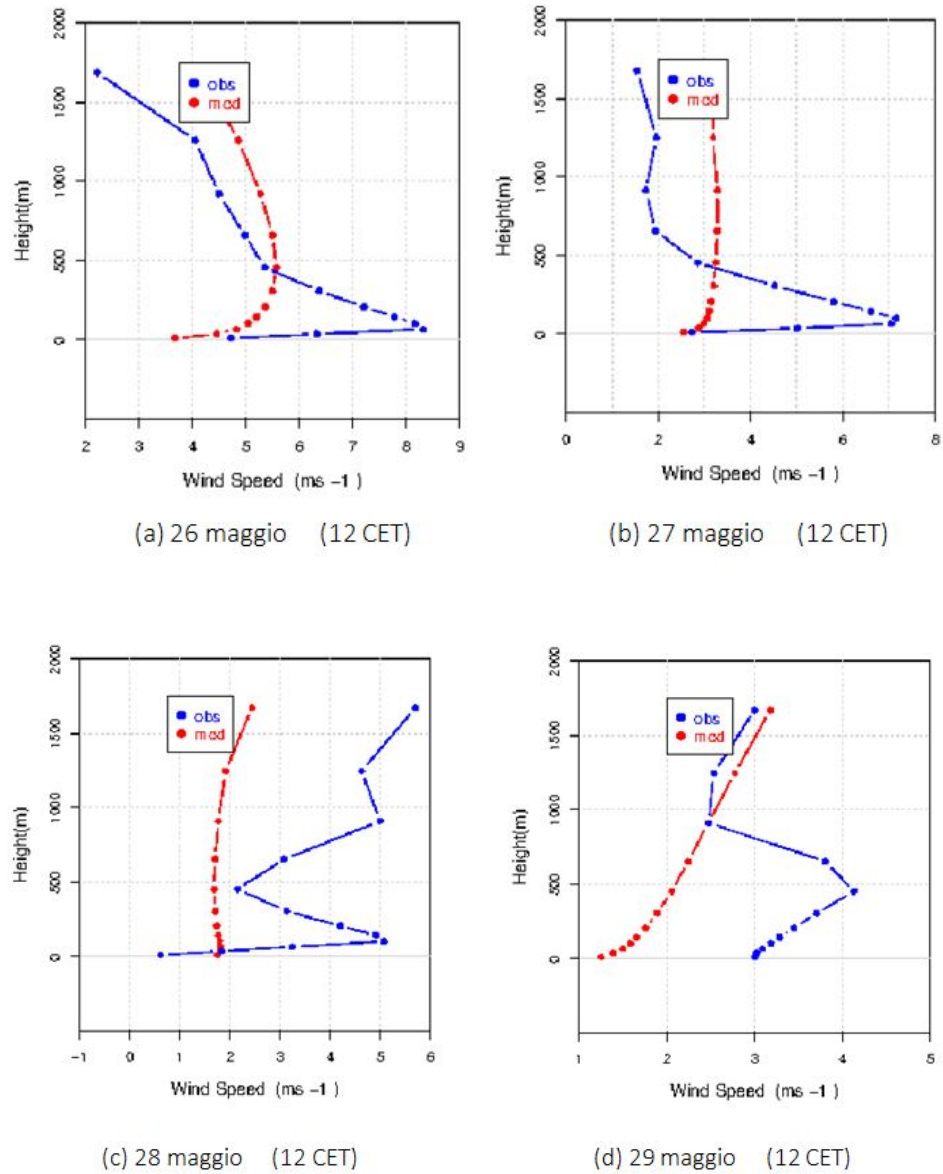 2000
1500
1000
500
0
Height(m)
obs
mod
2 3 4 5 6 7 8 9
Wind Speed (ms -1 )
(a) 26 maggio (12 CET)
2000
1500
1000
500
0
Height(m)
obs
mod
0 2 4 6 8
Wind Speed (ms -1 )
(b) 27 maggio (12 CET)
2000
1500
1000
500
0
Height(m)
obs
mod
-1 0 1 2 3 4 5 6
Wind Speed (ms -1 )
(c) 28 maggio (12 CET)
2000
1500
1000
500
0
Height(m)
obs
mod
1 2 3 4 5
Wind Speed (ms -1 )
(d) 29 maggio (12 CET)